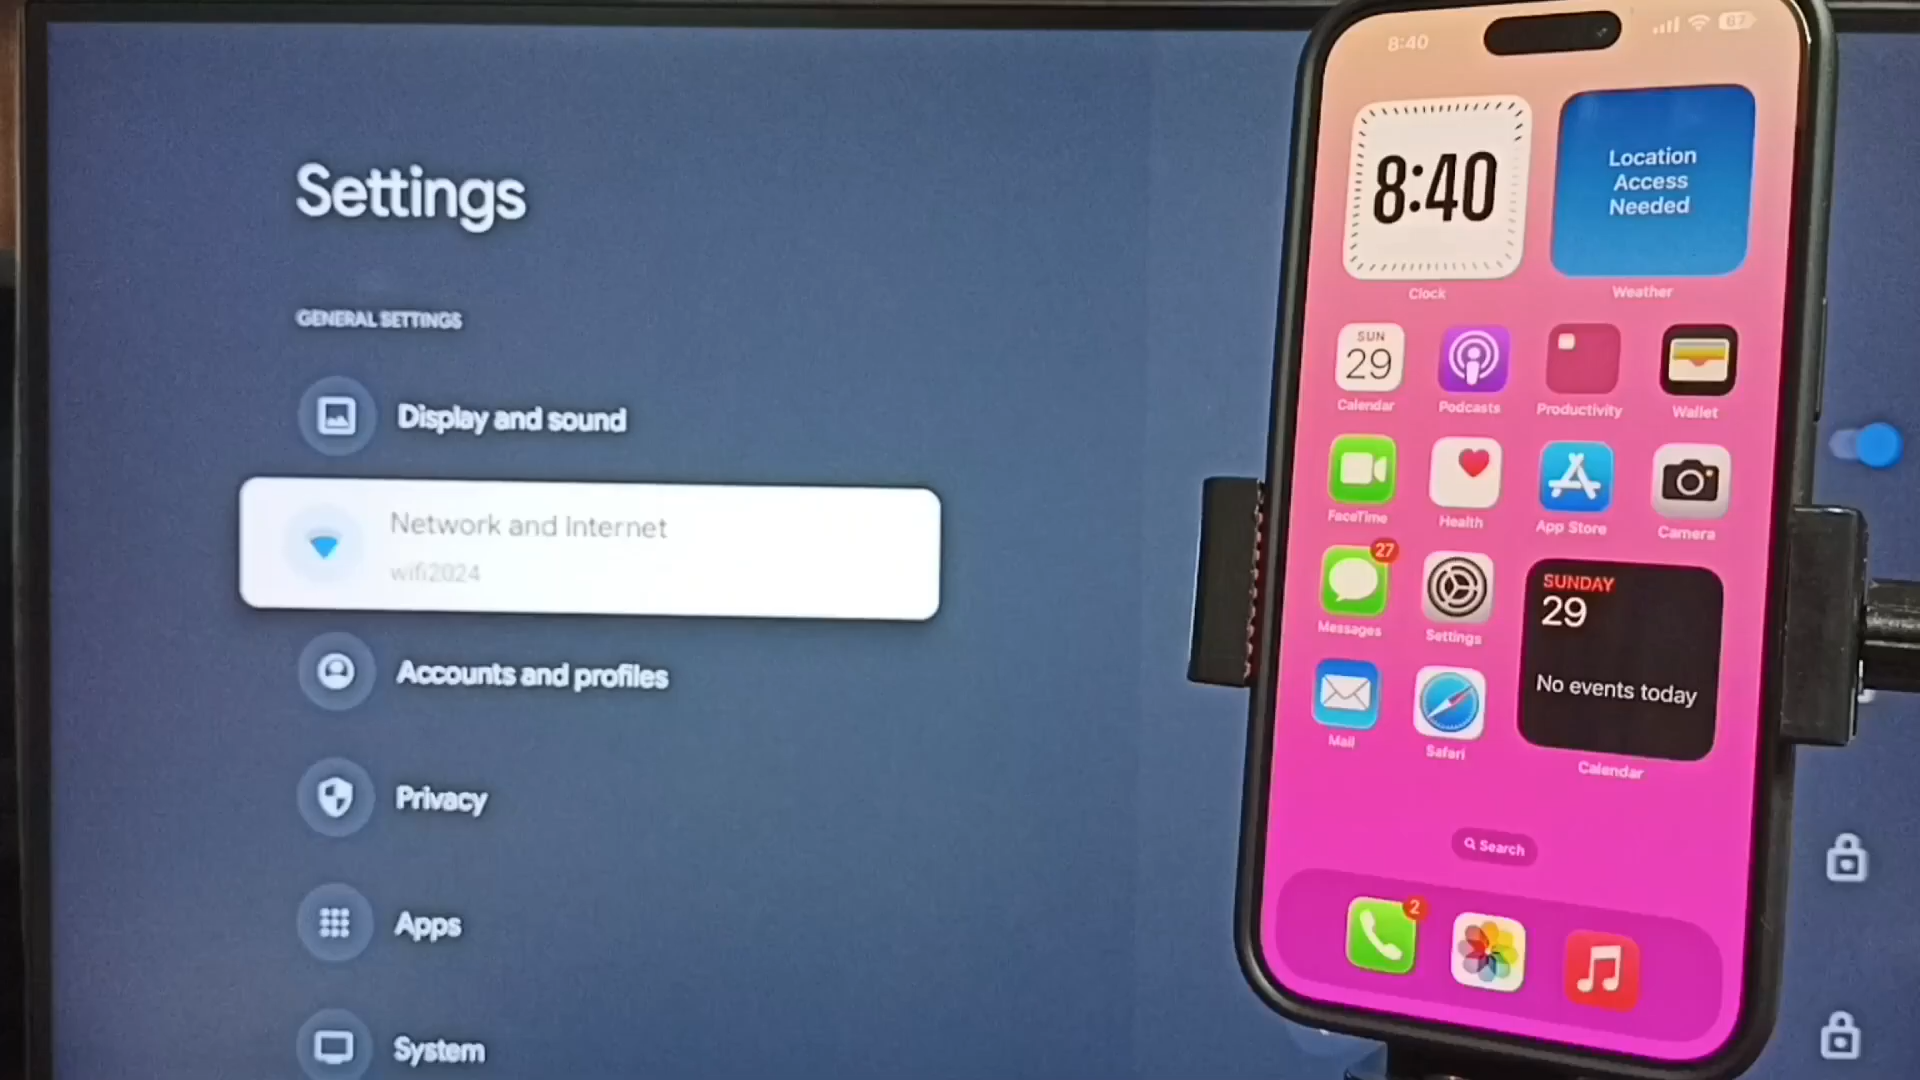 Settings
GENERAL SETTINGS
Display and sound
Network and Internet
wifi2024
Accounts and profiles
Privacy
Apps
System
8:40
67
8:40
Clock
Location
Access
Needed
Weather
SUN
29
Calendar
Podcasts
Productivity
Wallet
FaceTime
Health
App Store
Camera
27
Messages
Settings
SUNDAY
29
No events today
Calendar
Mail
Safari
Search
2